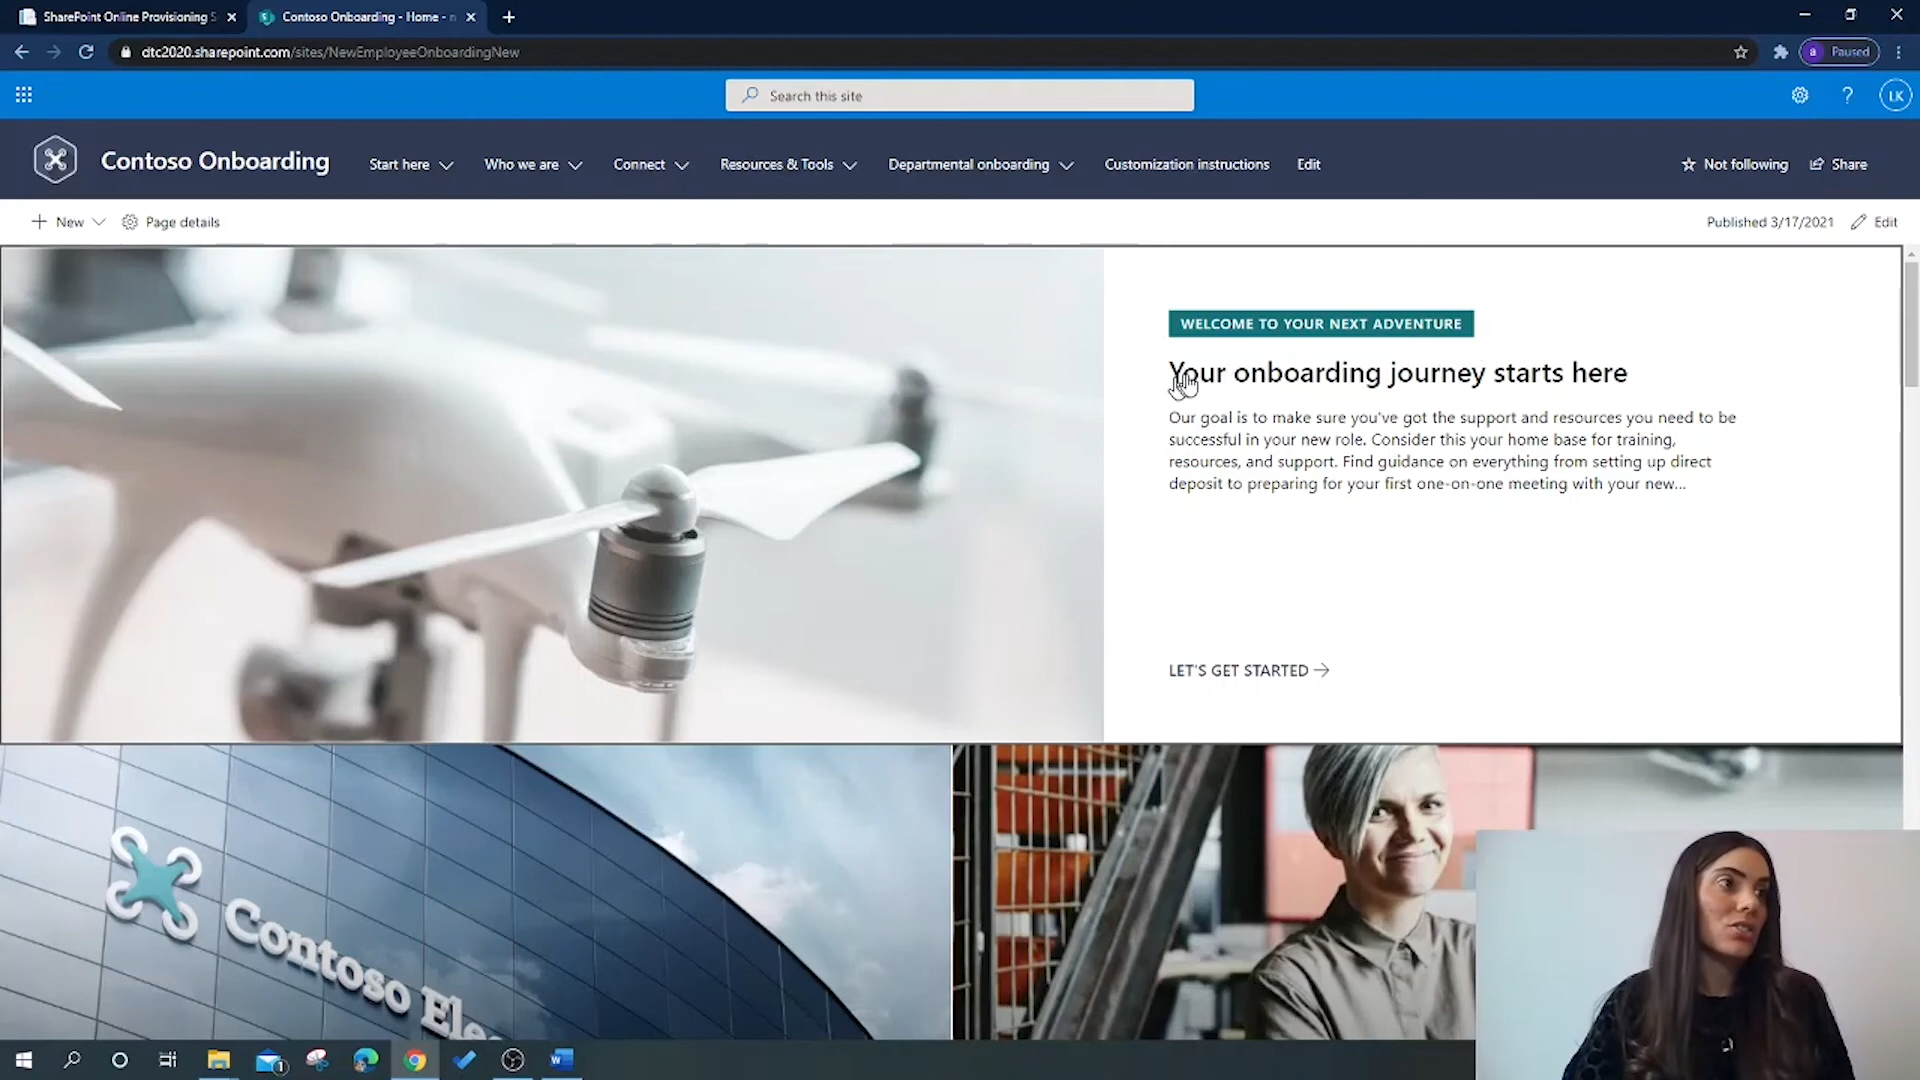 SharePoint Online Provisioning S
Contoso Onboarding - Home - n
dtc2020.sharepoint.com/sites/NewEmployeeOnboardingNew
a Paused
Search this site
? LK
Contoso Onboarding
Start here
Who we are
Connect
Resources & Tools
Departmental onboarding
Customization instructions
Edit
Not following
Share
New
Page details
Published 3/17/2021
Edit
WELCOME TO YOUR NEXT ADVENTURE
Your onboarding journey starts here
Our goal is to make sure you've got the support and resources you need to be
successful in your new role. Consider this your home base for training,
resources, and support. Find guidance on everything from setting up direct
deposit to preparing for your first one-on-one meeting with your new...
LET'S GET STARTED
Contoso Ele
1
W